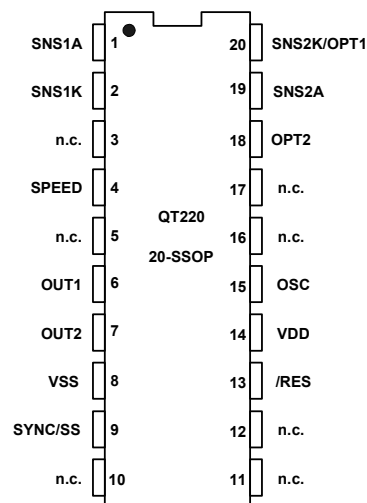 SNS1A 1 20 SNS2K/OPT1
SNS1K 2 19 SNS2A
n.c. 3 18 OPT2
SPEED 4 17 n.c.
QT220
n.c. 5 16 n.c.
20-SSOP
OUT1 6 15 OSC
OUT2 7 14 VDD
VSS 8 13 /RES
SYNC/SS 9 12 n.c.
n.c. 10 11 n.c.